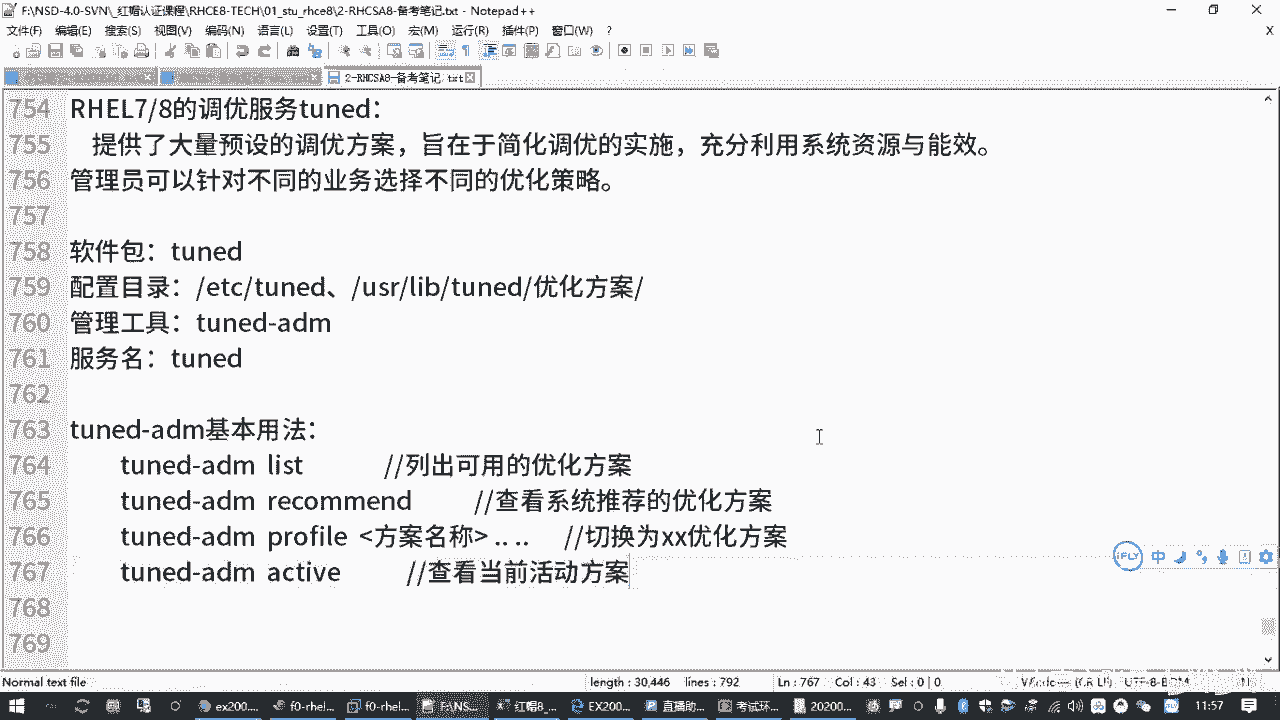 F:\NSD-4.0-SVN\_红帽认证课程\RHCE8-TECH\01_stu_rhce8\2-RHCSA8-备考笔记.txt - Notepad++
文件(F) 编辑(E) 搜索(S) 视图(V) 编码(N) 语言(L) 设置(T) 工具(O) 宏(M) 运行(R) 插件(P) 窗口(W) ? X
2-RHCSA8-备考笔记.txt
754 RHEL7/8的调优服务tuned：
755 提供了大量预设的调优方案，旨在于简化调优的实施，充分利用系统资源与能效。
756 管理员可以针对不同的业务选择不同的优化策略。
757
758 软件包：tuned
759 配置目录：/etc/tuned、/usr/lib/tuned/优化方案/
760 管理工具：tuned-adm
761 服务名：tuned
762
763 tuned-adm基本用法：
764 tuned-adm list //列出可用的优化方案
765 tuned-adm recommend //查看系统推荐的优化方案
766 tuned-adm profile <方案名称> .. .. //切换为xx优化方案
767 tuned-adm active //查看当前活动方案
768
769
iFLY 中
Normal text file length : 30,446 lines : 792 Ln : 767 Col : 43 Sel : 0 | 0 UTF-8-BOM
ex200... f0-rhel... f0-rhel... F:\NS... 红帽8_... EX200... 直播助... 考试环... 20200... 11:57